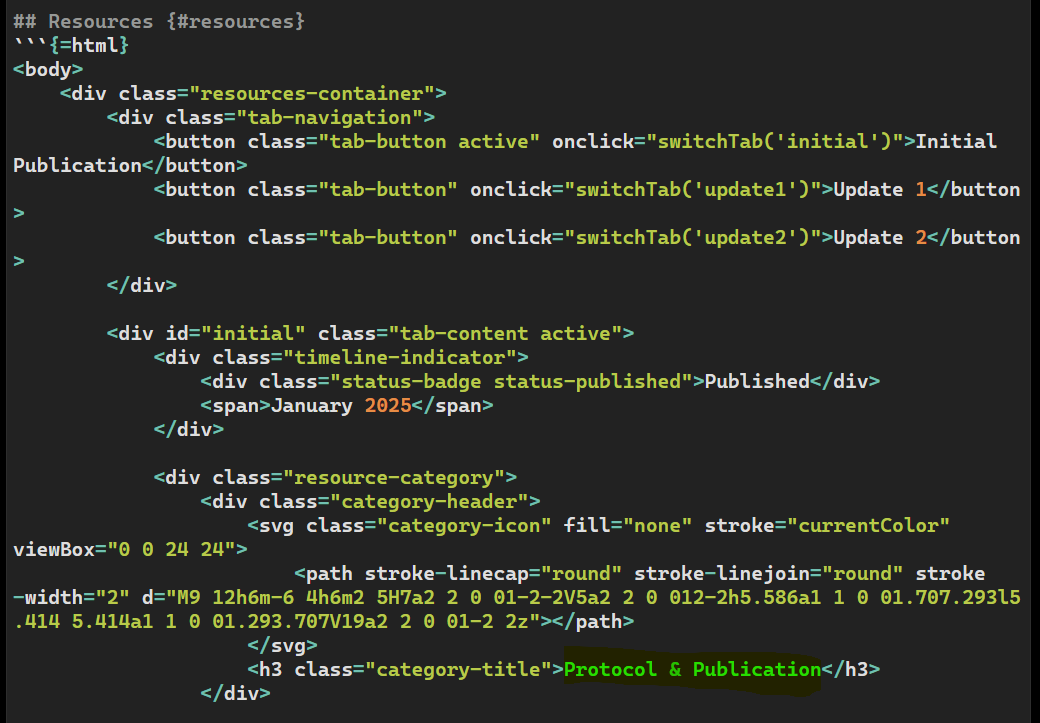 ## Resources {#resources}
```{=html}
<body>
    <div class="resources-container">
        <div class="tab-navigation">
            <button class="tab-button active" onclick="switchTab('initial')">Initial
Publication</button>
            <button class="tab-button" onclick="switchTab('update1')">Update 1</button
>
            <button class="tab-button" onclick="switchTab('update2')">Update 2</button
>
        </div>

        <div id="initial" class="tab-content active">
            <div class="timeline-indicator">
                <div class="status-badge status-published">Published</div>
                <span>January 2025</span>
            </div>

            <div class="resource-category">
                <div class="category-header">
                    <svg class="category-icon" fill="none" stroke="currentColor"
viewBox="0 0 24 24">
                        <path stroke-linecap="round" stroke-linejoin="round" stroke
-width="2" d="M9 12h6m-6 4h6m2 5H7a2 2 0 01-2-2V5a2 2 0 012-2h5.586a1 1 0 01.707.293l5
.414 5.414a1 1 0 01.293.707V19a2 2 0 01-2 2z"></path>
                    </svg>
                    <h3 class="category-title">Protocol & Publication</h3>
                </div>